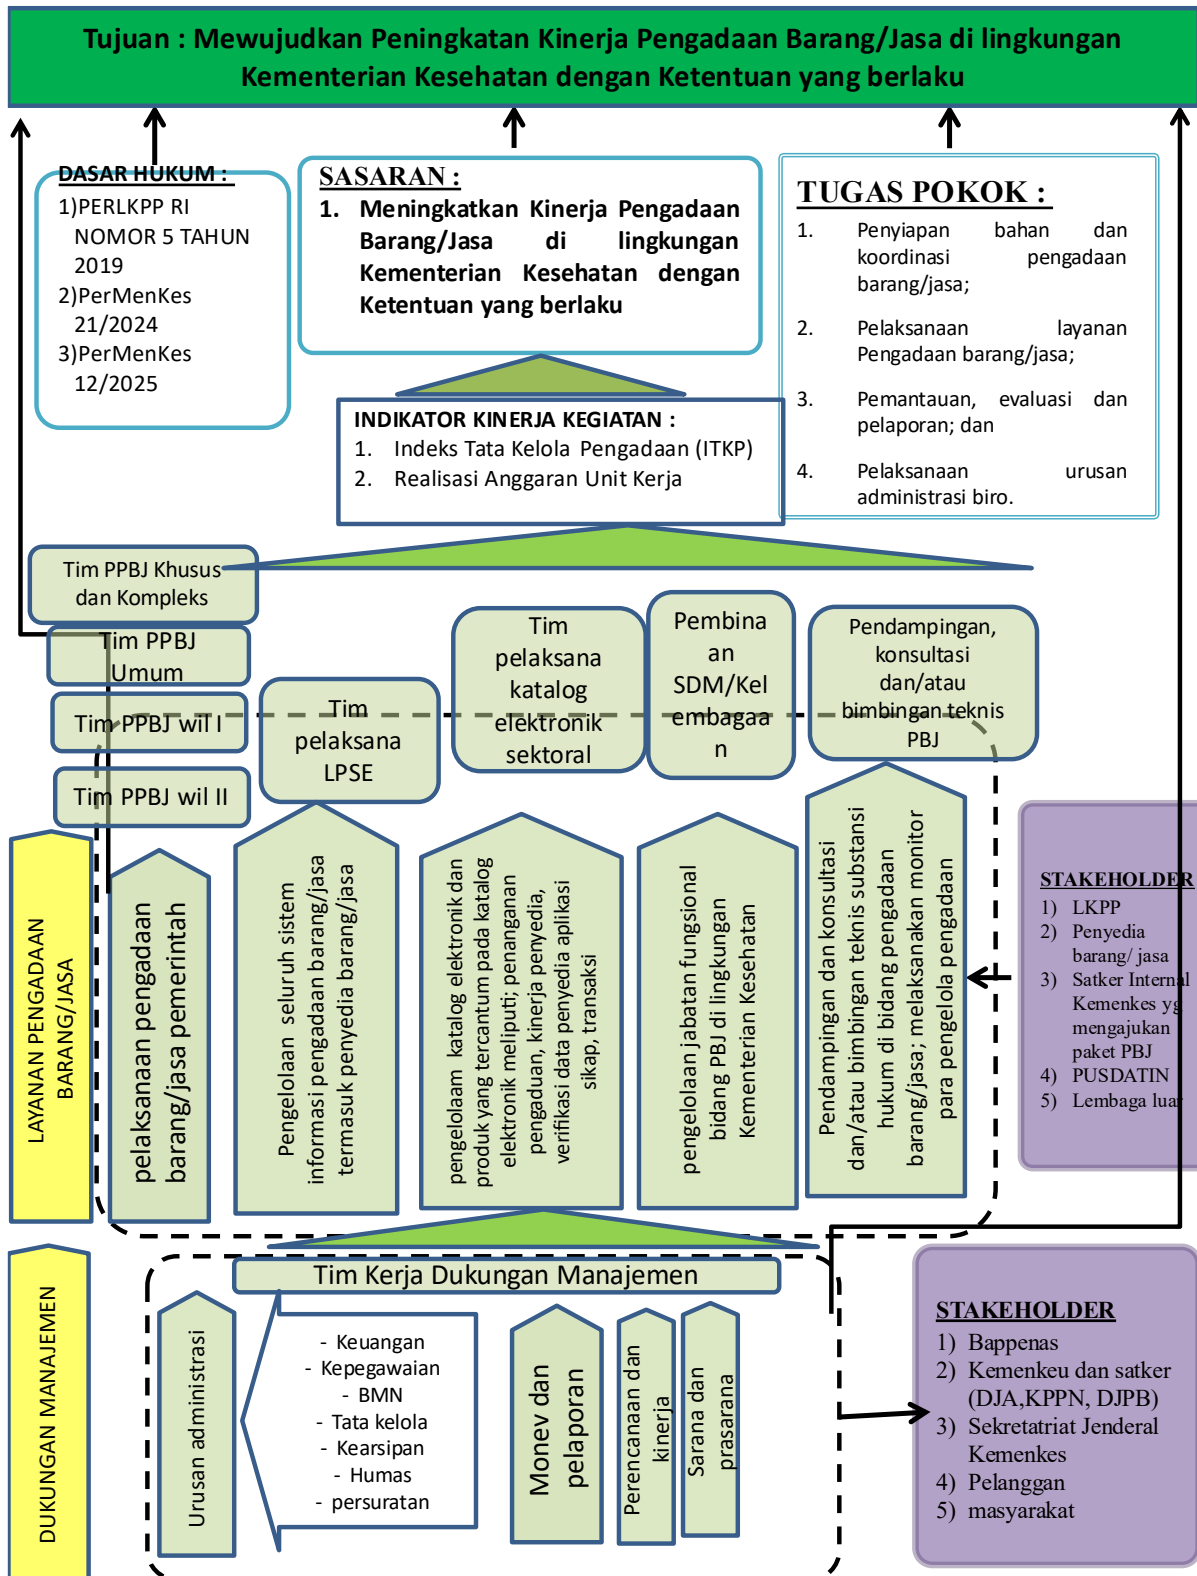 Tujuan : Mewujudkan Peningkatan Kinerja Pengadaan Barang/Jasa di lingkungan
Kementerian Kesehatan dengan Ketentuan yang berlaku
DASAR HUKUM :
1)PERLKPP RI
NOMOR 5 TAHUN
2019
2)PerMenKes
21/2024
3)PerMenKes
12/2025
SASARAN :
1. Meningkatkan Kinerja Pengadaan
Barang/Jasa di lingkungan
Kementerian Kesehatan dengan
Ketentuan yang berlaku
TUGAS POKOK :
1. Penyiapan bahan dan
koordinasi pengadaan
barang/jasa;
2. Pelaksanaan layanan
Pengadaan barang/jasa;
3. Pemantauan, evaluasi dan
pelaporan; dan
4. Pelaksanaan urusan
administrasi biro.
INDIKATOR KINERJA KEGIATAN :
1. Indeks Tata Kelola Pengadaan (ITKP)
2. Realisasi Anggaran Unit Kerja
Tim PPBJ Khusus
dan Kompleks
Tim PPBJ
Umum
Tim PPBJ wil I
Tim PPBJ wil II
Tim
pelaksana
LPSE
Tim
pelaksana
katalog
elektronik
sektoral
Pembina
an
SDM/Kel
embagaa
n
Pendampingan,
konsultasi
dan/atau
bimbingan teknis
PBJ
LAYANAN PENGADAAN
BARANG/JASA
pelaksanaan pengadaan
barang/jasa pemerintah
Pengelolaan seluruh sistem
informasi pengadaan barang/jasa
termasuk penyedia barang/jasa
pengelolaam katalog elektronik dan
produk yang tercantum pada katalog
elektronik meliputi; penanganan
pengaduan, kinerja penyedia,
verifikasi data penyedia aplikasi
sikap, transaksi
pengelolaan jabatan fungsional
bidang PBJ di lingkungan
Kementerian Kesehatan
Pendampingan dan konsultasi
dan/atau bimbingan teknis substansi
hukum di bidang pengadaan
barang/jasa; melaksanakan monitor
para pengelola pengadaan
STAKEHOLDER
1) LKPP
2) Penyedia
barang/ jasa
3) Satker Internal
Kemenkes yg
mengajukan
paket PBJ
4) PUSDATIN
5) Lembaga luar
DUKUNGAN MANAJEMEN
Tim Kerja Dukungan Manajemen
Urusan administrasi
- Keuangan
- Kepegawaian
- BMN
- Tata kelola
- Kearsipan
- Humas
- persuratan
Monev dan
pelaporan
Perencanaan dan
kinerja
Sarana dan
prasarana
STAKEHOLDER
1) Bappenas
2) Kemenkeu dan satker
(DJA,KPPN, DJPB)
3) Sekretatriat Jenderal
Kemenkes
4) Pelanggan
5) masyarakat